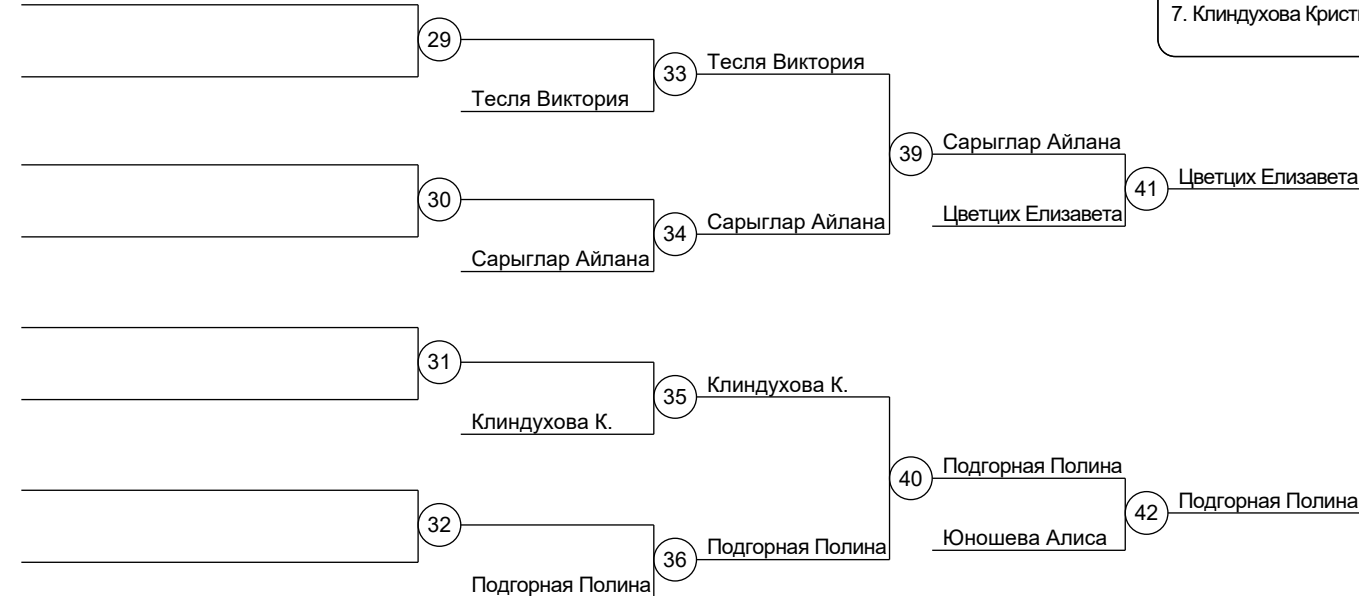 7. Клиндухова
29
33
Тесля Виктория
Тесля Виктория
39
Сарыглар Айлана
41
Цветцих Елизавета
30
34
Сарыглар Айлана
Цветцих Елизавета
Сарыглар Айлана
31
35
Клиндухова К.
Клиндухова К.
40
Подгорная Полина
42
Подгорная Полина
32
36
Подгорная Полина
Юношева Алиса
Подгорная Полина